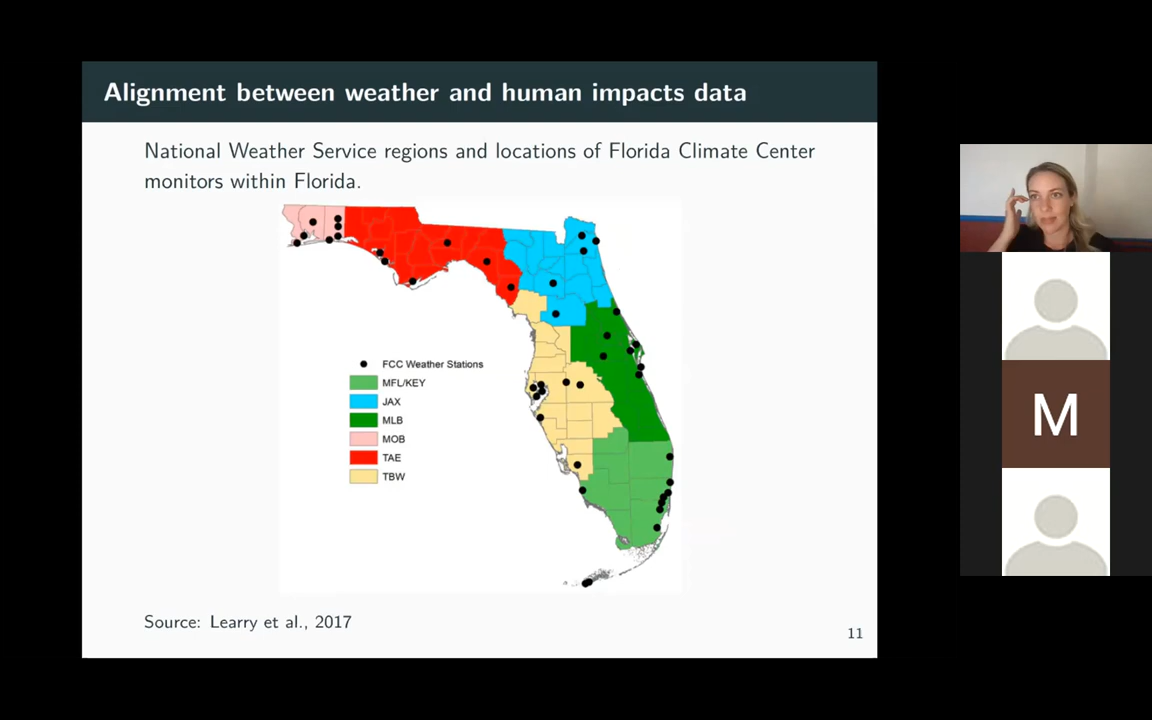 Alignment between weather and human impacts data
National Weather Service regions and locations of Florida Climate Center
monitors within Florida.
FCC Weather Stations
MFL/KEY
JAX
MLB
MOB
TAE
TBW
Source: Learry et al., 2017
11
M